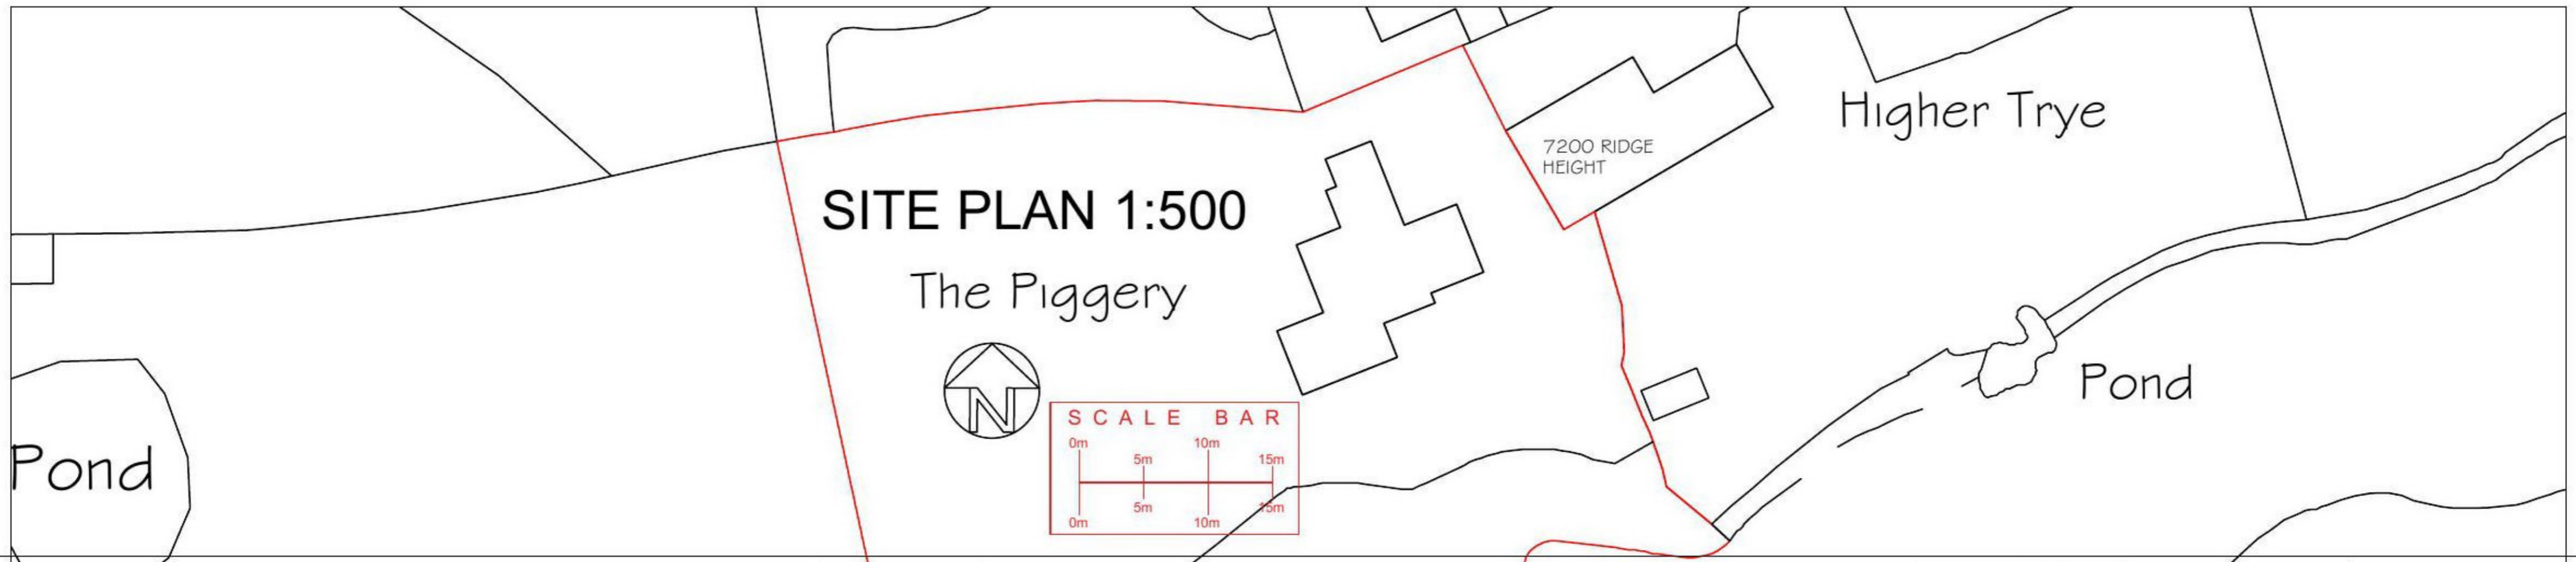 Higher Trye
7200 RIDGE
HEIGHT
SITE PLAN 1:500
The Piggery
N
Pond
SCALE BAR
0m 10m
5m 15m
5m 15m
0m 10m
Pond